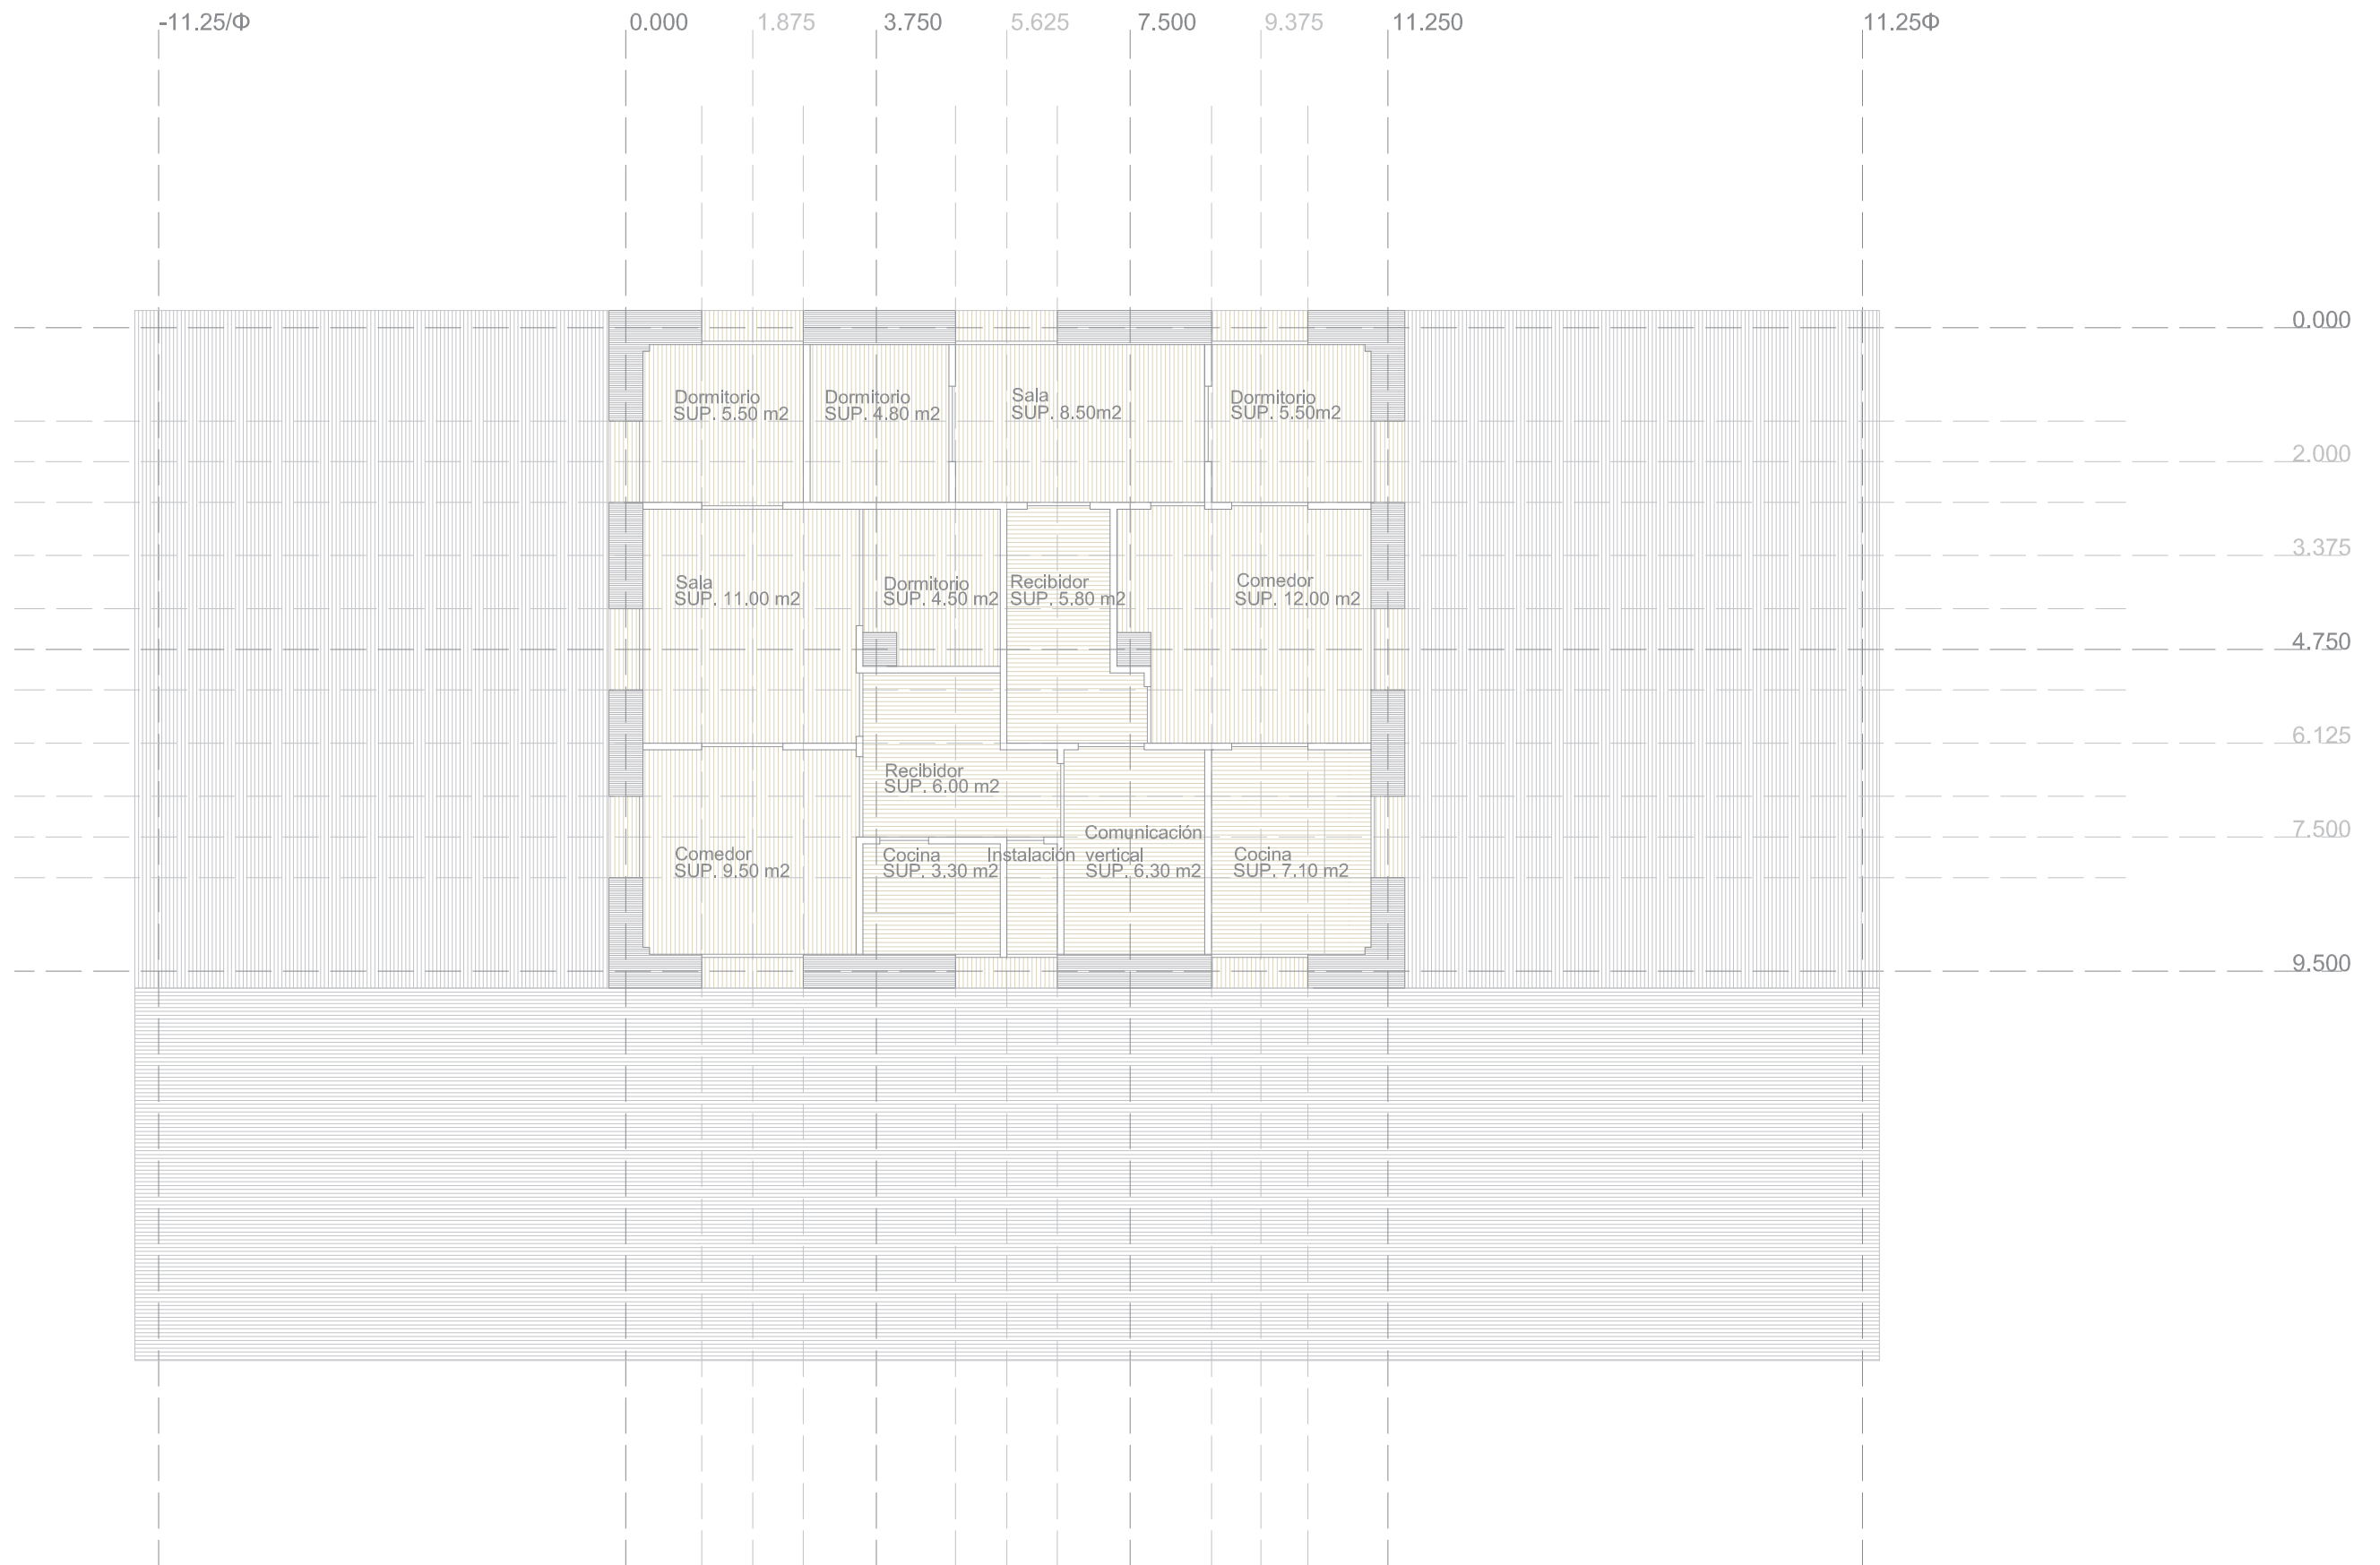 -11.25/Φ
0.000
1.875
3.750
5.625
7.500
9.375
11.250
11.25Φ
0.000
2.000
3.375
4.750
6.125
7.500
9.500
Dormitorio
SUP. 5.50 m2
Dormitorio
SUP. 4.80 m2
Sala
SUP. 8.50m2
Dormitorio
SUP. 5.50m2
Sala
SUP. 11.00 m2
Dormitorio
SUP. 4.50 m2
Recibidor
SUP. 5.80 m2
Comedor
SUP. 12.00 m2
Recibidor
SUP. 6.00 m2
Comedor
SUP. 9.50 m2
Cocina
SUP. 3.30 m2
Instalación
Comunicación
vertical
SUP. 6.30 m2
Cocina
SUP. 7.10 m2